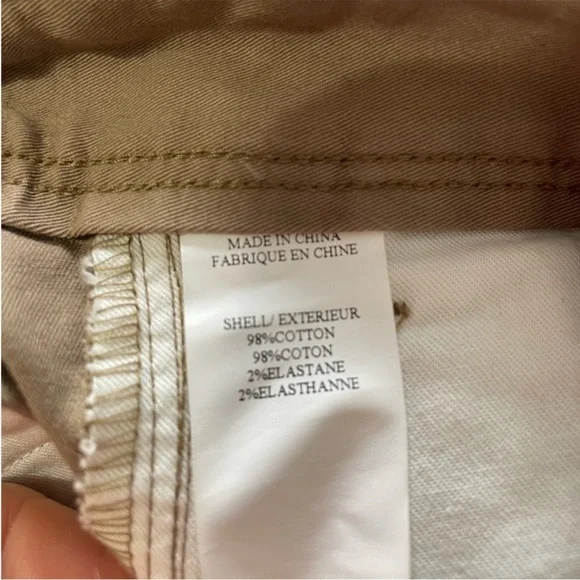 MADE IN CHINA
FABRIQUE EN CHINE
SHELL/ EXTERIEUR
98%COTTON
98%COTON
2%ELASTANE
2%ELASTHANNE